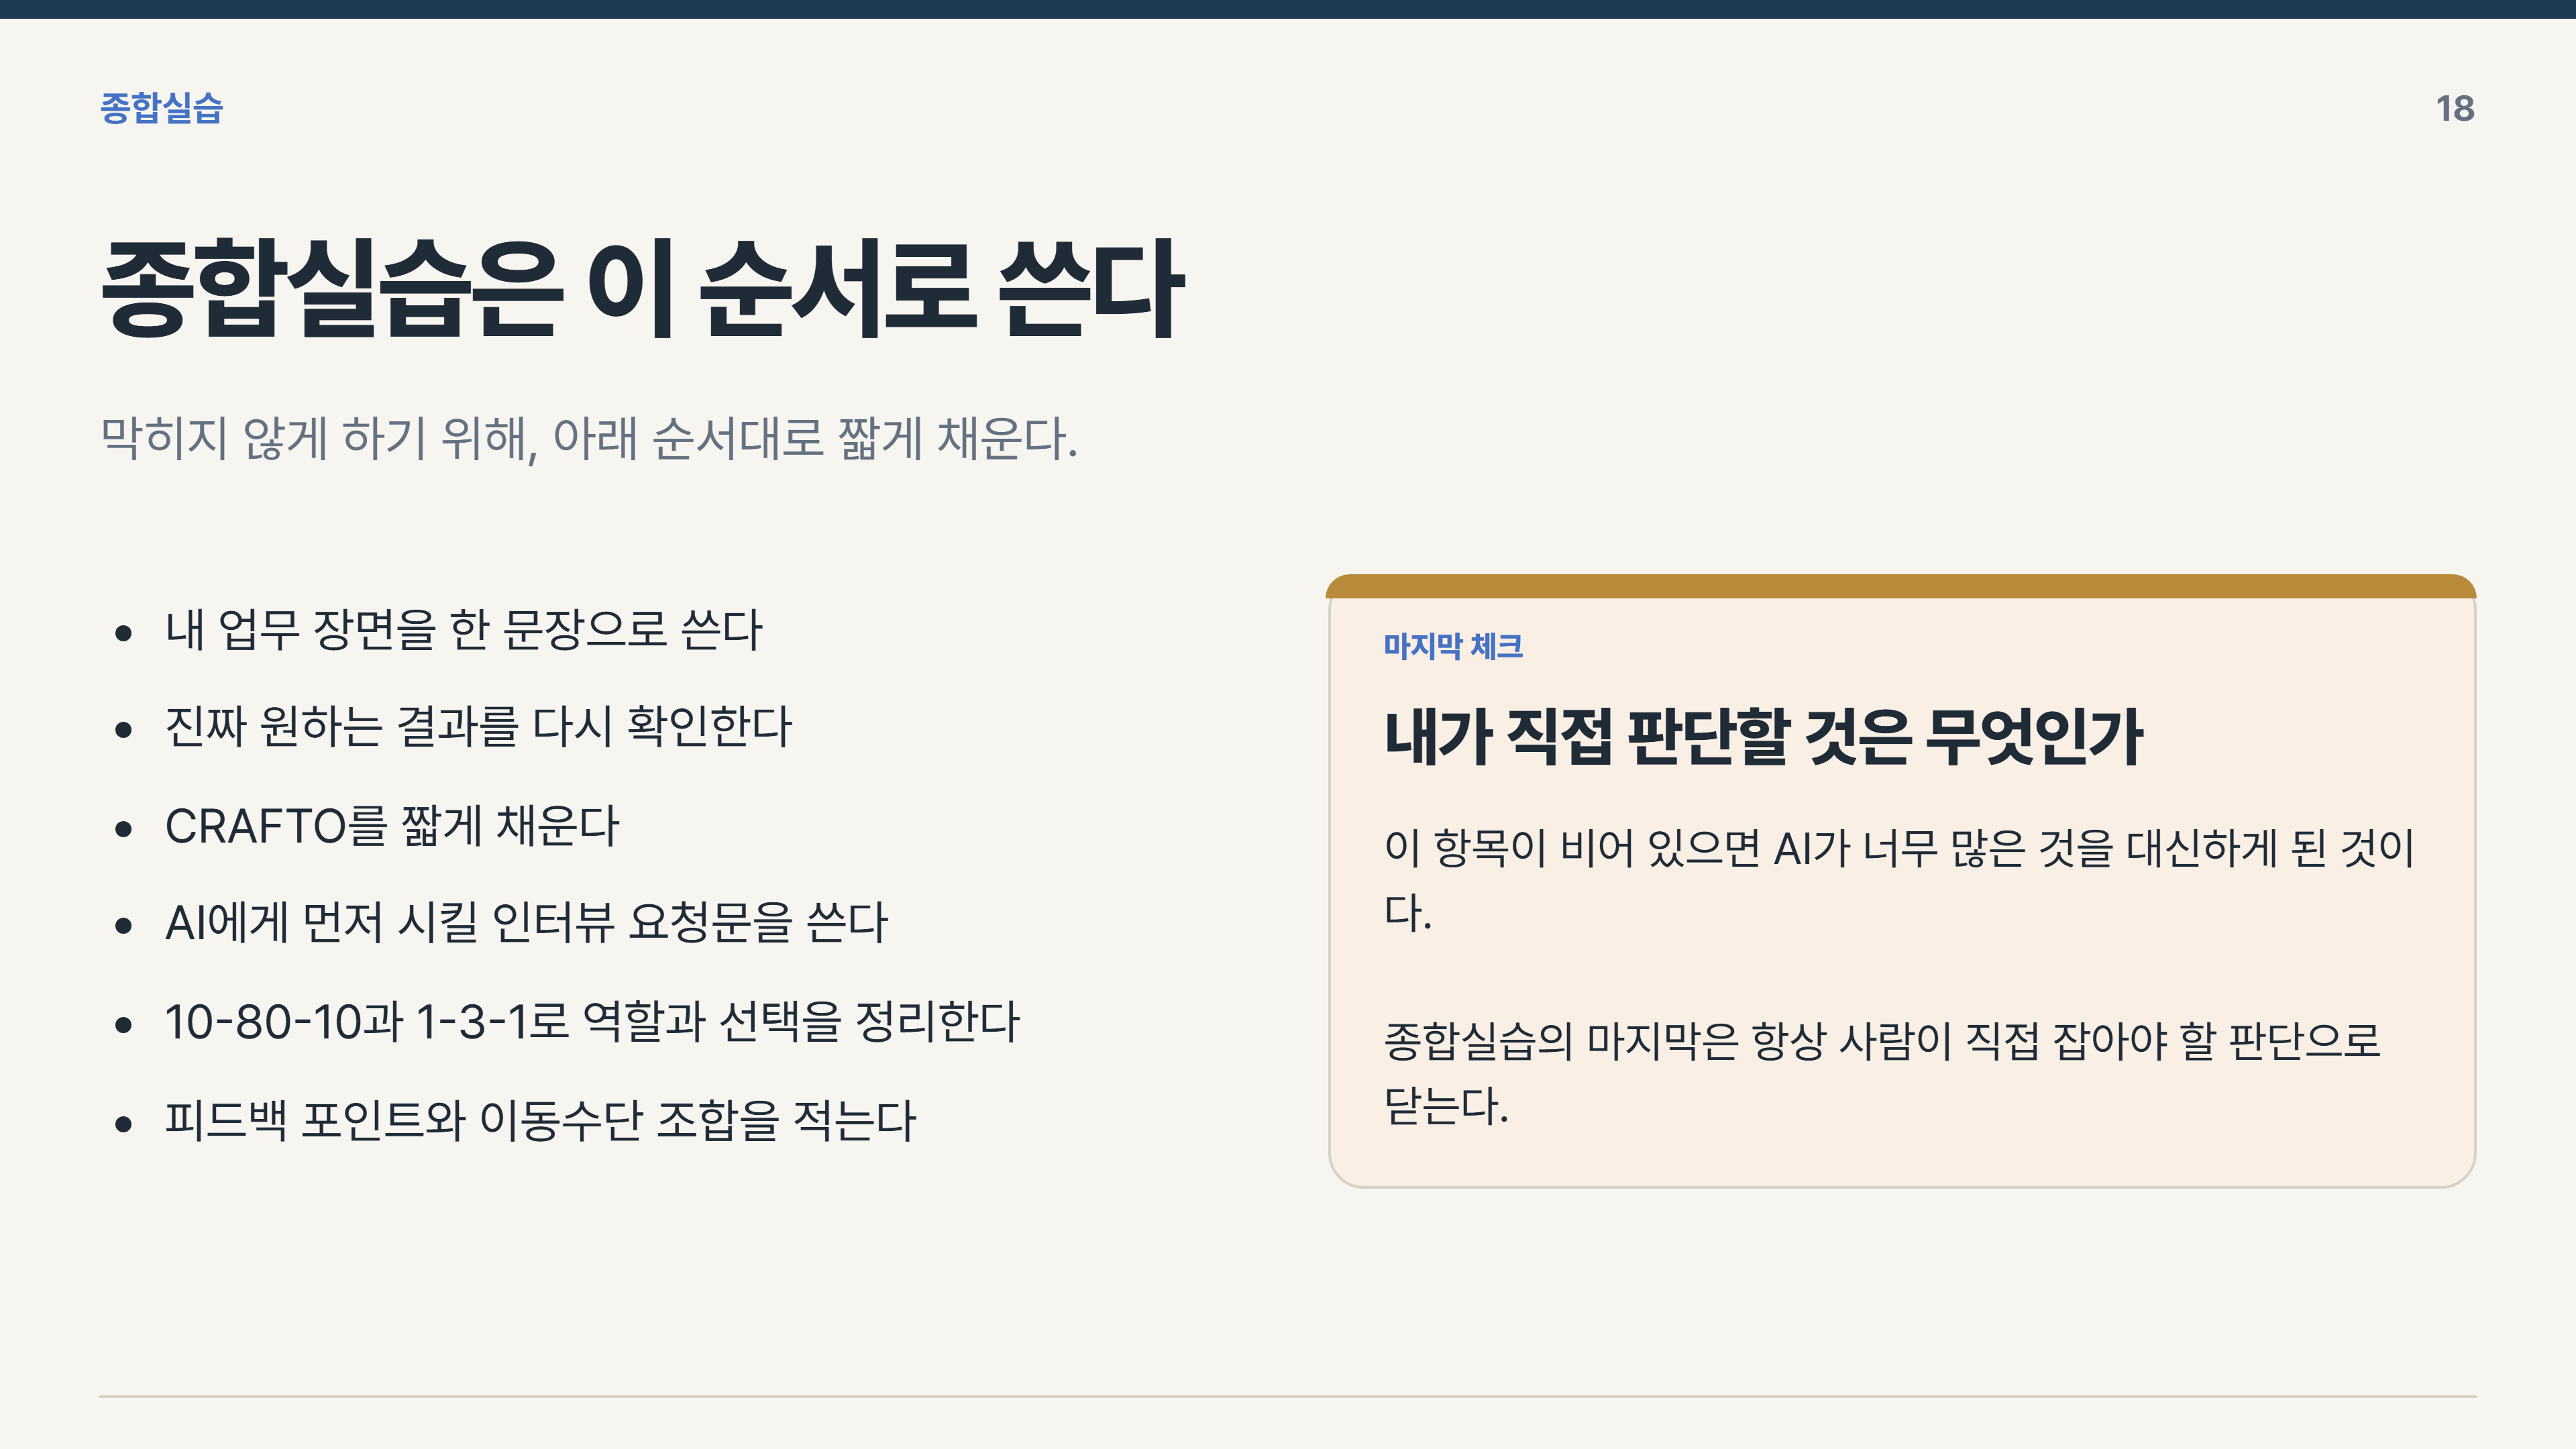 종합실습
18
종합실습은 이 순서로 쓴다
막히지 않게 하기 위해, 아래 순서대로 짧게 채운다.
• 내 업무 장면을 한 문장으로 쓴다
• 진짜 원하는 결과를 다시 확인한다
• CRAFTO를 짧게 채운다
• AI에게 먼저 시킬 인터뷰 요청문을 쓴다
• 10-80-10과 1-3-1로 역할과 선택을 정리한다
• 피드백 포인트와 이동수단 조합을 적는다
마지막 체크
내가 직접 판단할 것은 무엇인가
이 항목이 비어 있으면 AI가 너무 많은 것을 대신하게 된 것이
다.
종합실습의 마지막은 항상 사람이 직접 잡아야 할 판단으로
닫는다.